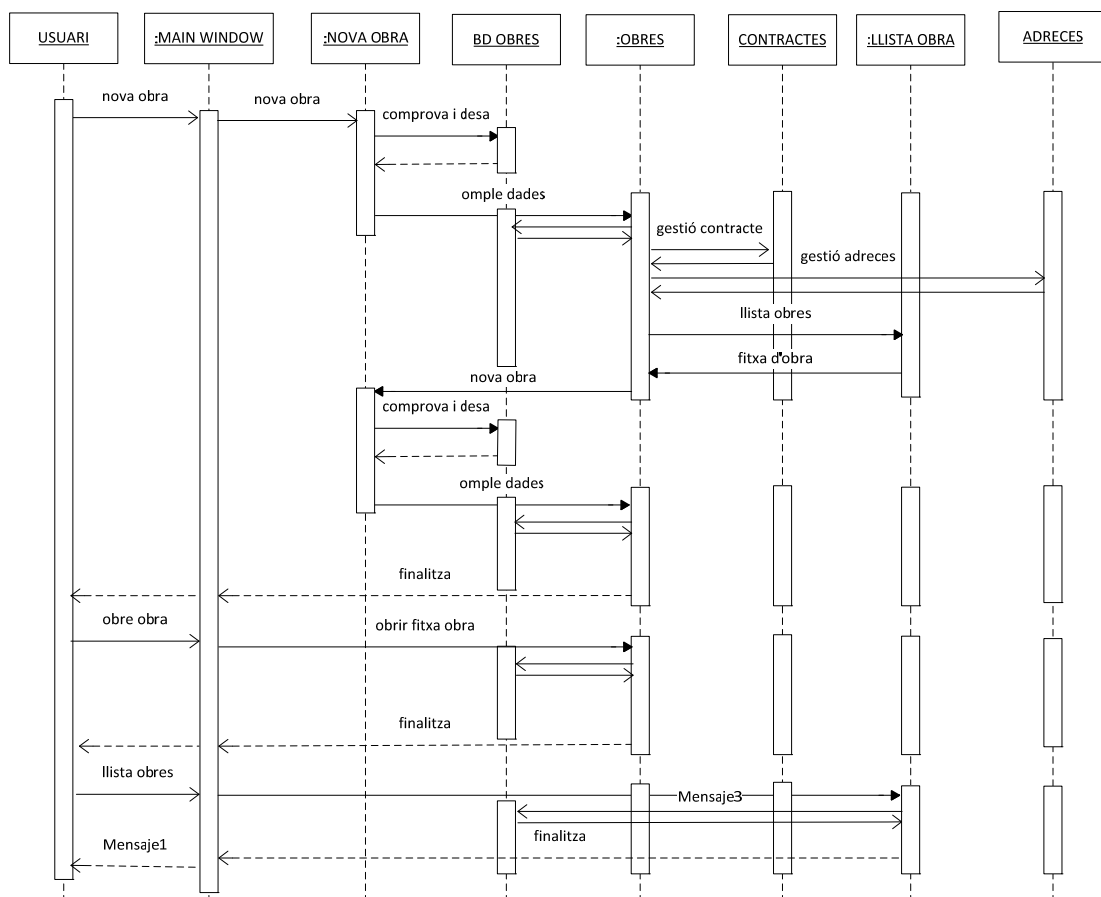 USUARI
:MAIN WINDOW
:NOVA OBRA
BD OBRES
:OBRES
CONTRACTES
:LLISTA OBRA
ADRECES
nova obra
nova obra
comprova i desa
omple dades
gestió contracte
gestió adreces
llista obres
fitxa d'obra
nova obra
comprova i desa
omple dades
finalitza
obre obra
obrir fitxa obra
finalitza
llista obres
Mensaje3
finalitza
Mensaje1